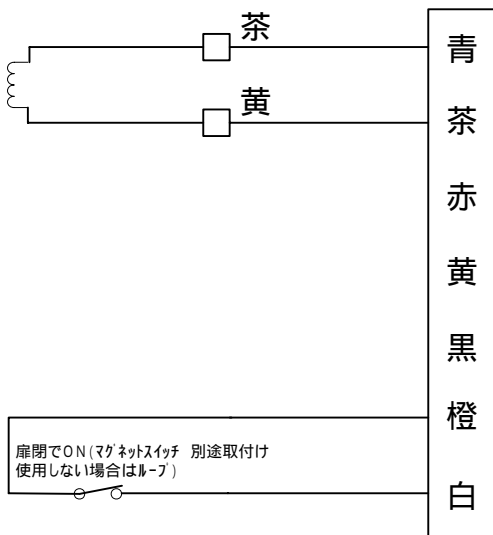 茶
青
黄
茶
赤
黄
黒
橙
扉閉でON(ﾏｸﾞﾈｯﾄｽｲｯﾁ 別途取付け
使用しない場合はﾙｰﾌﾟ)
白